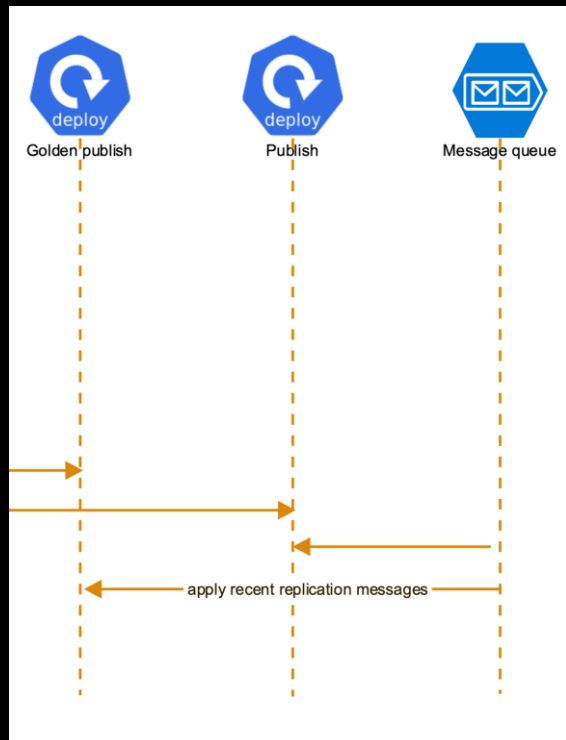 deploy
deploy
Golden publish
Publish
Message queue
apply recent replication messages